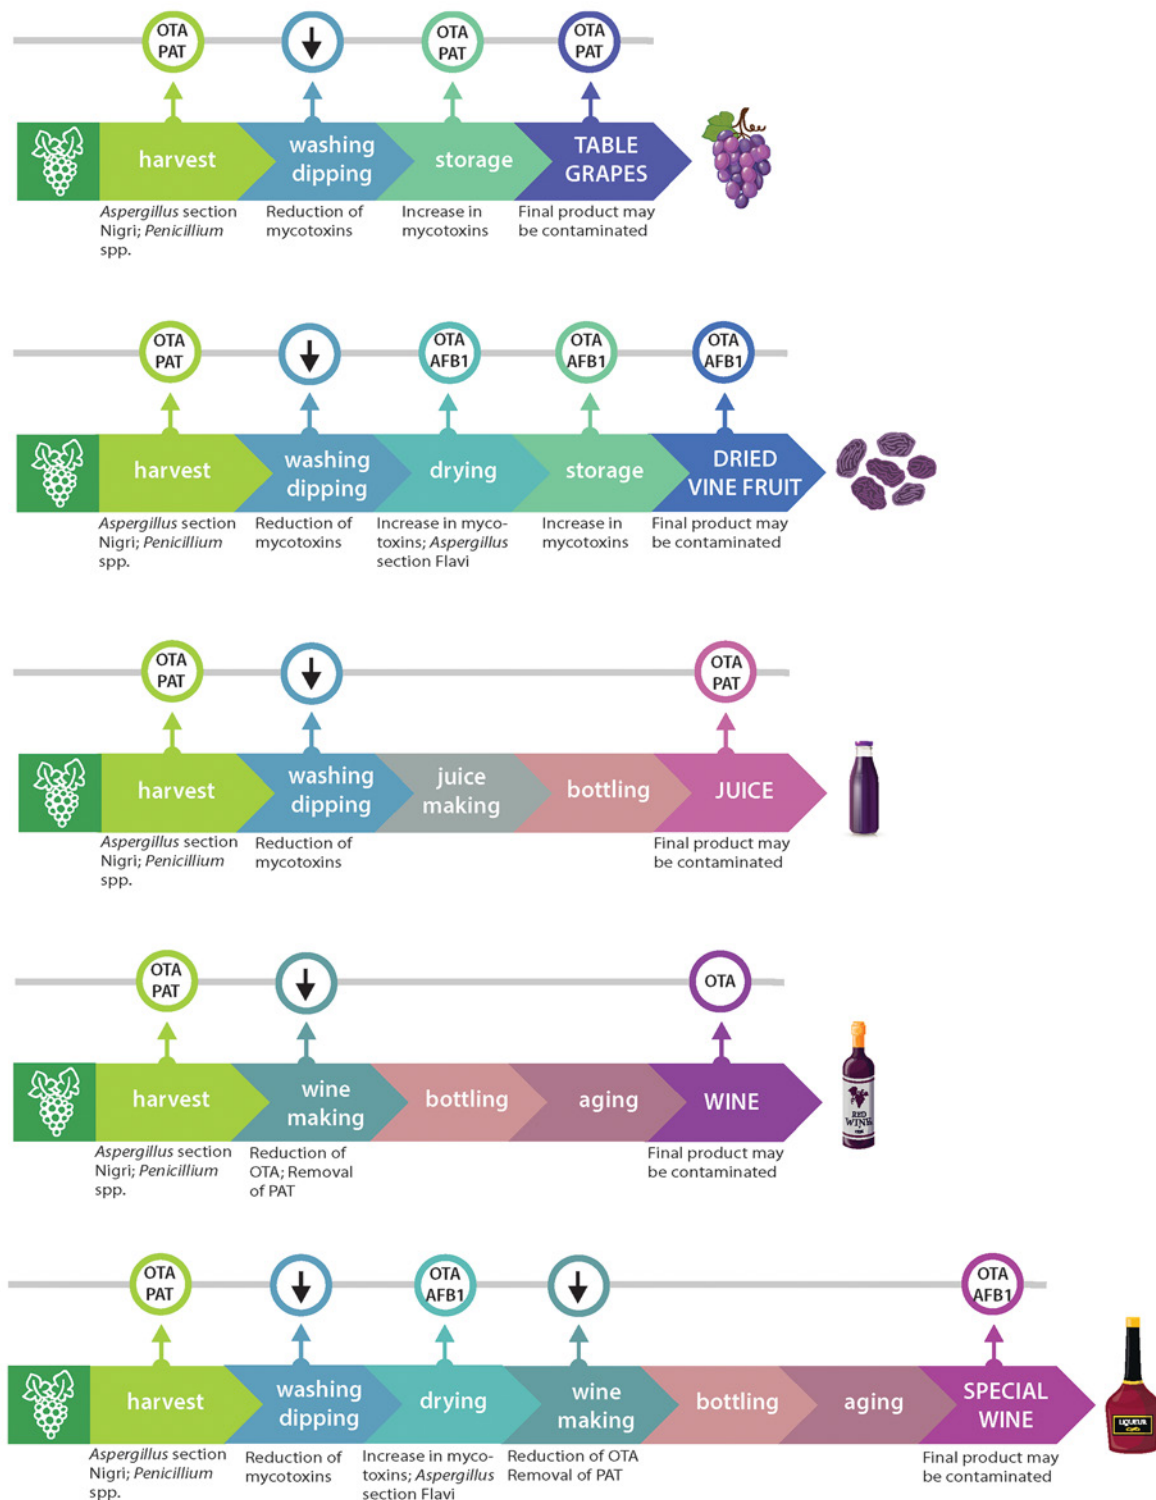 OTA
PAT
OTA
PAT
OTA
PAT
harvest
washing
dipping
storage
TABLE
GRAPES
Aspergillus section
Nigri; Penicillium
spp.
Reduction of
mycotoxins
Increase in
mycotoxins
Final product may
be contaminated
OTA
PAT
OTA
AFB1
OTA
AFB1
OTA
AFB1
harvest
washing
dipping
drying
storage
DRIED
VINE FRUIT
Aspergillus section
Nigri; Penicillium
spp.
Reduction of
mycotoxins
Increase in myco-
toxins; Aspergillus
section Flavi
Increase in
mycotoxins
Final product may
be contaminated
OTA
PAT
OTA
PAT
harvest
washing
dipping
juice
making
bottling
JUICE
Aspergillus section
Nigri; Penicillium
spp.
Reduction of
mycotoxins
Final product may
be contaminated
OTA
PAT
OTA
harvest
wine
making
bottling
aging
WINE
RED
WINE
Aspergillus section
Nigri; Penicillium
spp.
Reduction of
OTA; Removal
of PAT
Final product may
be contaminated
OTA
PAT
OTA
AFB1
OTA
AFB1
harvest
washing
dipping
drying
wine
making
bottling
aging
SPECIAL
WINE
LIQUEUR
Aspergillus section
Nigri; Penicillium
spp.
Reduction of
mycotoxins
Increase in myco-
toxins; Aspergillus
section Flavi
Reduction of OTA
Removal of PAT
Final product may
be contaminated